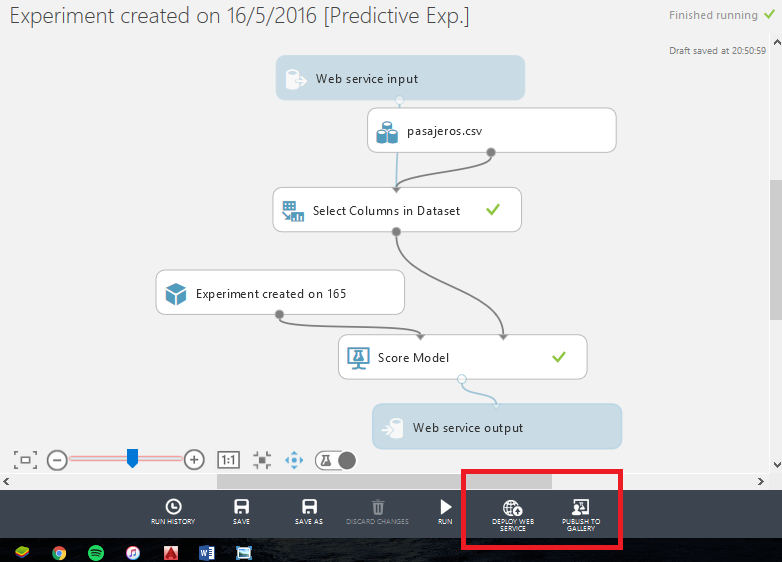 Experiment created on 16/5/2016 [Predictive Exp.]
Finished running
Draft saved at 20:50:59
Web service input
pasajeros.csv
Select Columns in Dataset
Experiment created on 165
Score Model
Web service output
1:1
RUN HISTORY
SAVE
SAVE AS
DISCARD CHANGES
RUN
DEPLOY WEB
SERVICE
PUBLISH TO
GALLERY